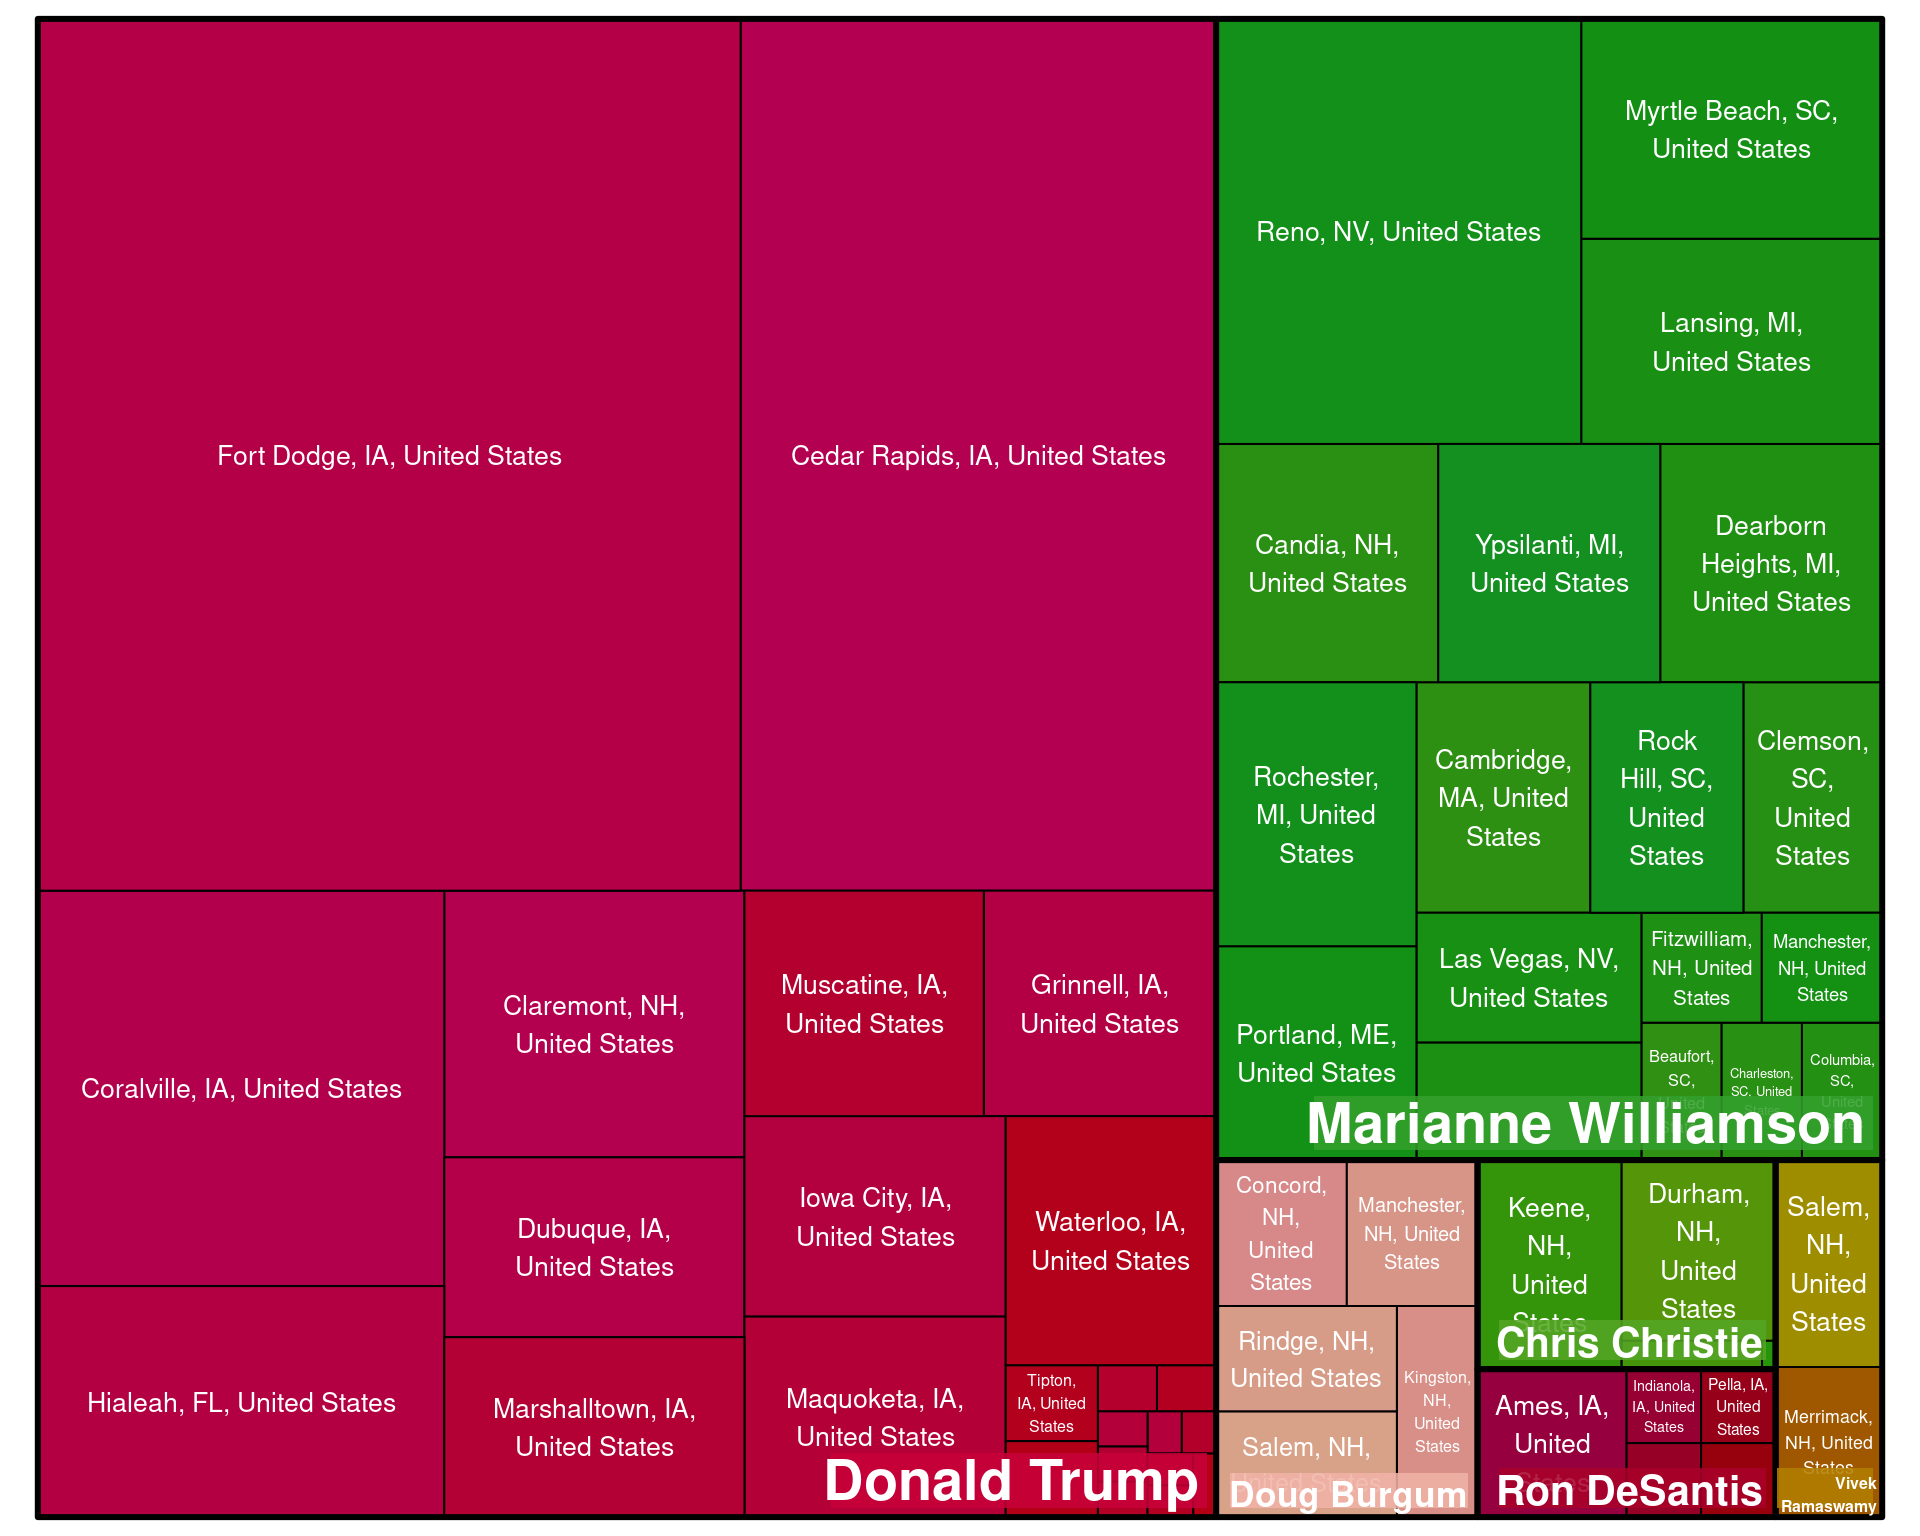 Fort Dodge, IA, United States
Cedar Rapids, IA, United States
Coralville, IA, United States
Hialeah, FL, United States
Claremont, NH,
United States
Dubuque, IA,
United States
Marshalltown, IA,
United States
Muscatine, IA,
United States
Grinnell, IA,
United States
Iowa City, IA,
United States
Waterloo, IA,
United States
Maquoketa, IA,
United States
Tipton,
IA, United
States
Donald Trump
Reno, NV, United States
Myrtle Beach, SC,
United States
Lansing, MI,
United States
Candia, NH,
United States
Ypsilanti, MI,
United States
Dearborn
Heights, MI,
United States
Rochester,
MI, United
States
Cambridge,
MA, United
States
Rock
Hill, SC,
United
States
Clemson,
SC,
United
States
Portland, ME,
United States
Las Vegas, NV,
United States
Fitzwilliam,
NH, United
States
Manchester,
NH, United
States
Beaufort,
SC,
United
Charleston,
SC, United
States
Columbia,
SC,
United
Marianne Williamson
Concord,
NH,
United
States
Manchester,
NH, United
States
Rindge, NH,
United States
Kingston,
NH,
United
States
Salem, NH,
United States
Doug Burgum
Keene,
NH,
United
States
Durham,
NH,
United
States
Chris Christie
Ames, IA,
United
States
Indianola,
IA, United
States
Pella, IA,
United
States
Ron DeSantis
Salem,
NH,
United
States
Merrimack,
NH, United
States
Vivek
Ramaswamy